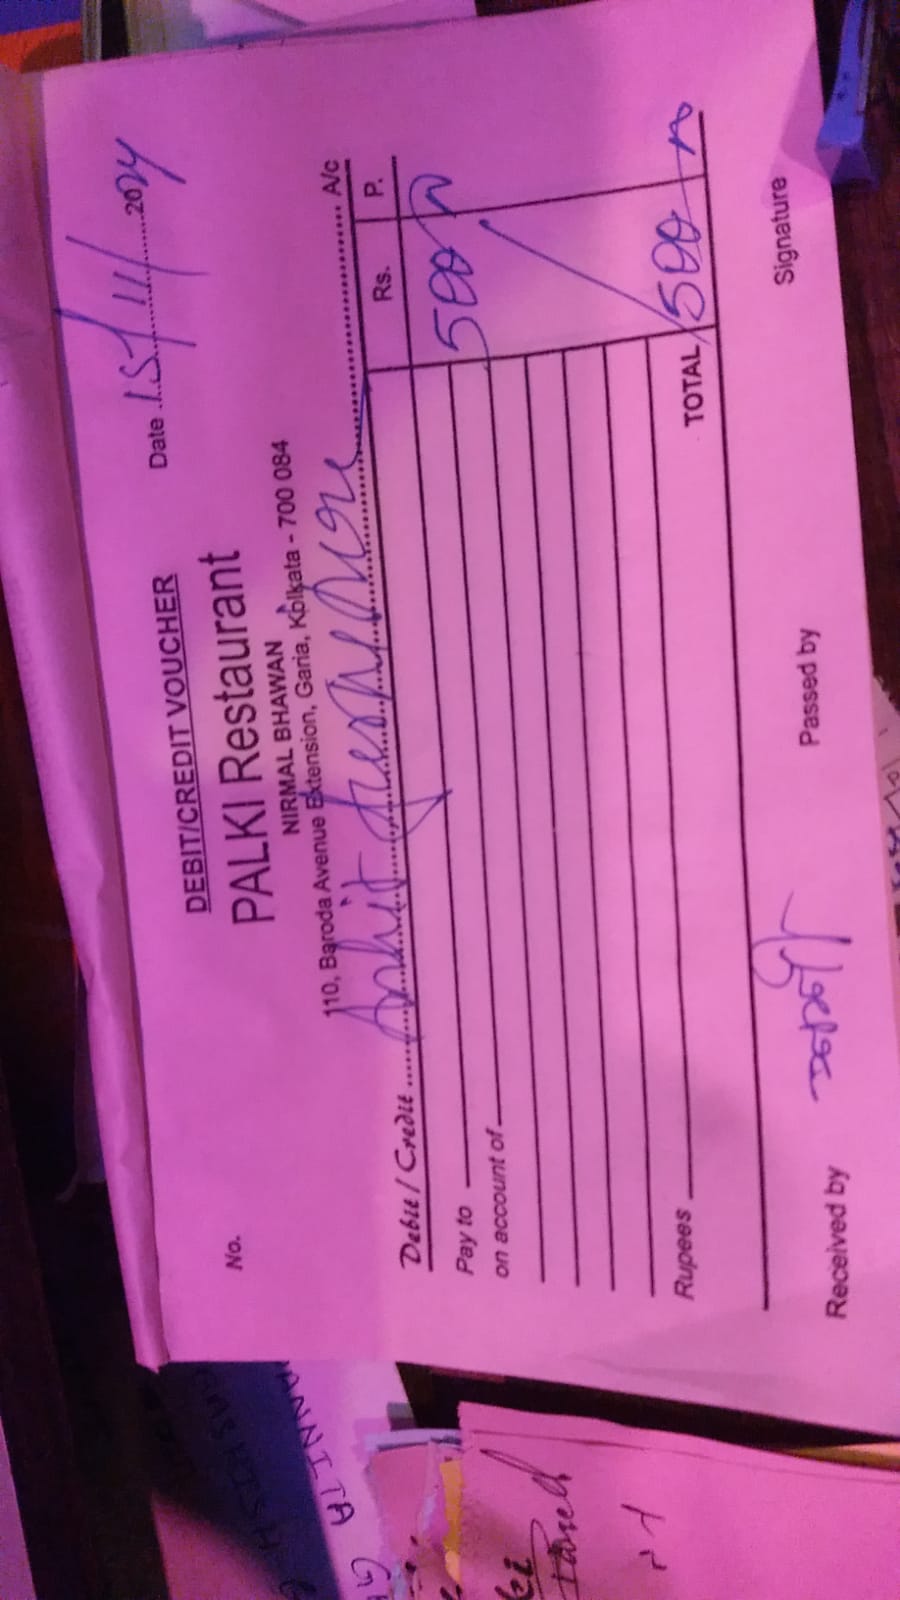 DEBIT/CREDIT VOUCHER
No.
Date 15/11/2024
PALKI Restaurant
NIRMAL BHAWAN
110, Baroda Avenue Extension, Garia, Kolkata - 700 084
Debit / Credit Ankit A/c
Rs. P.
Pay to 500
on account of
Rupees TOTAL 500
Received by Passed by Signature